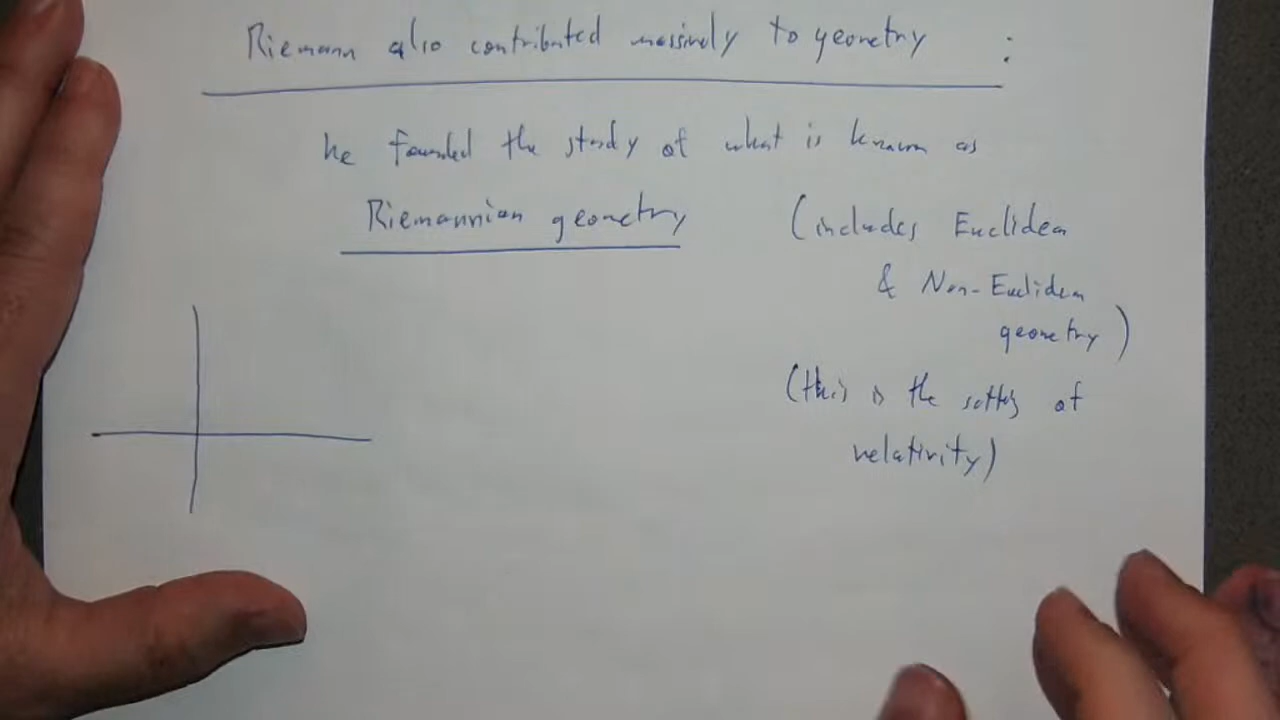 Riemann also contributed massively to geometry :
he founded the study of what is known as
Riemannian geometry
(includes Euclidean
& Non-Euclidean
geometry)
(this is the setting of
relativity)